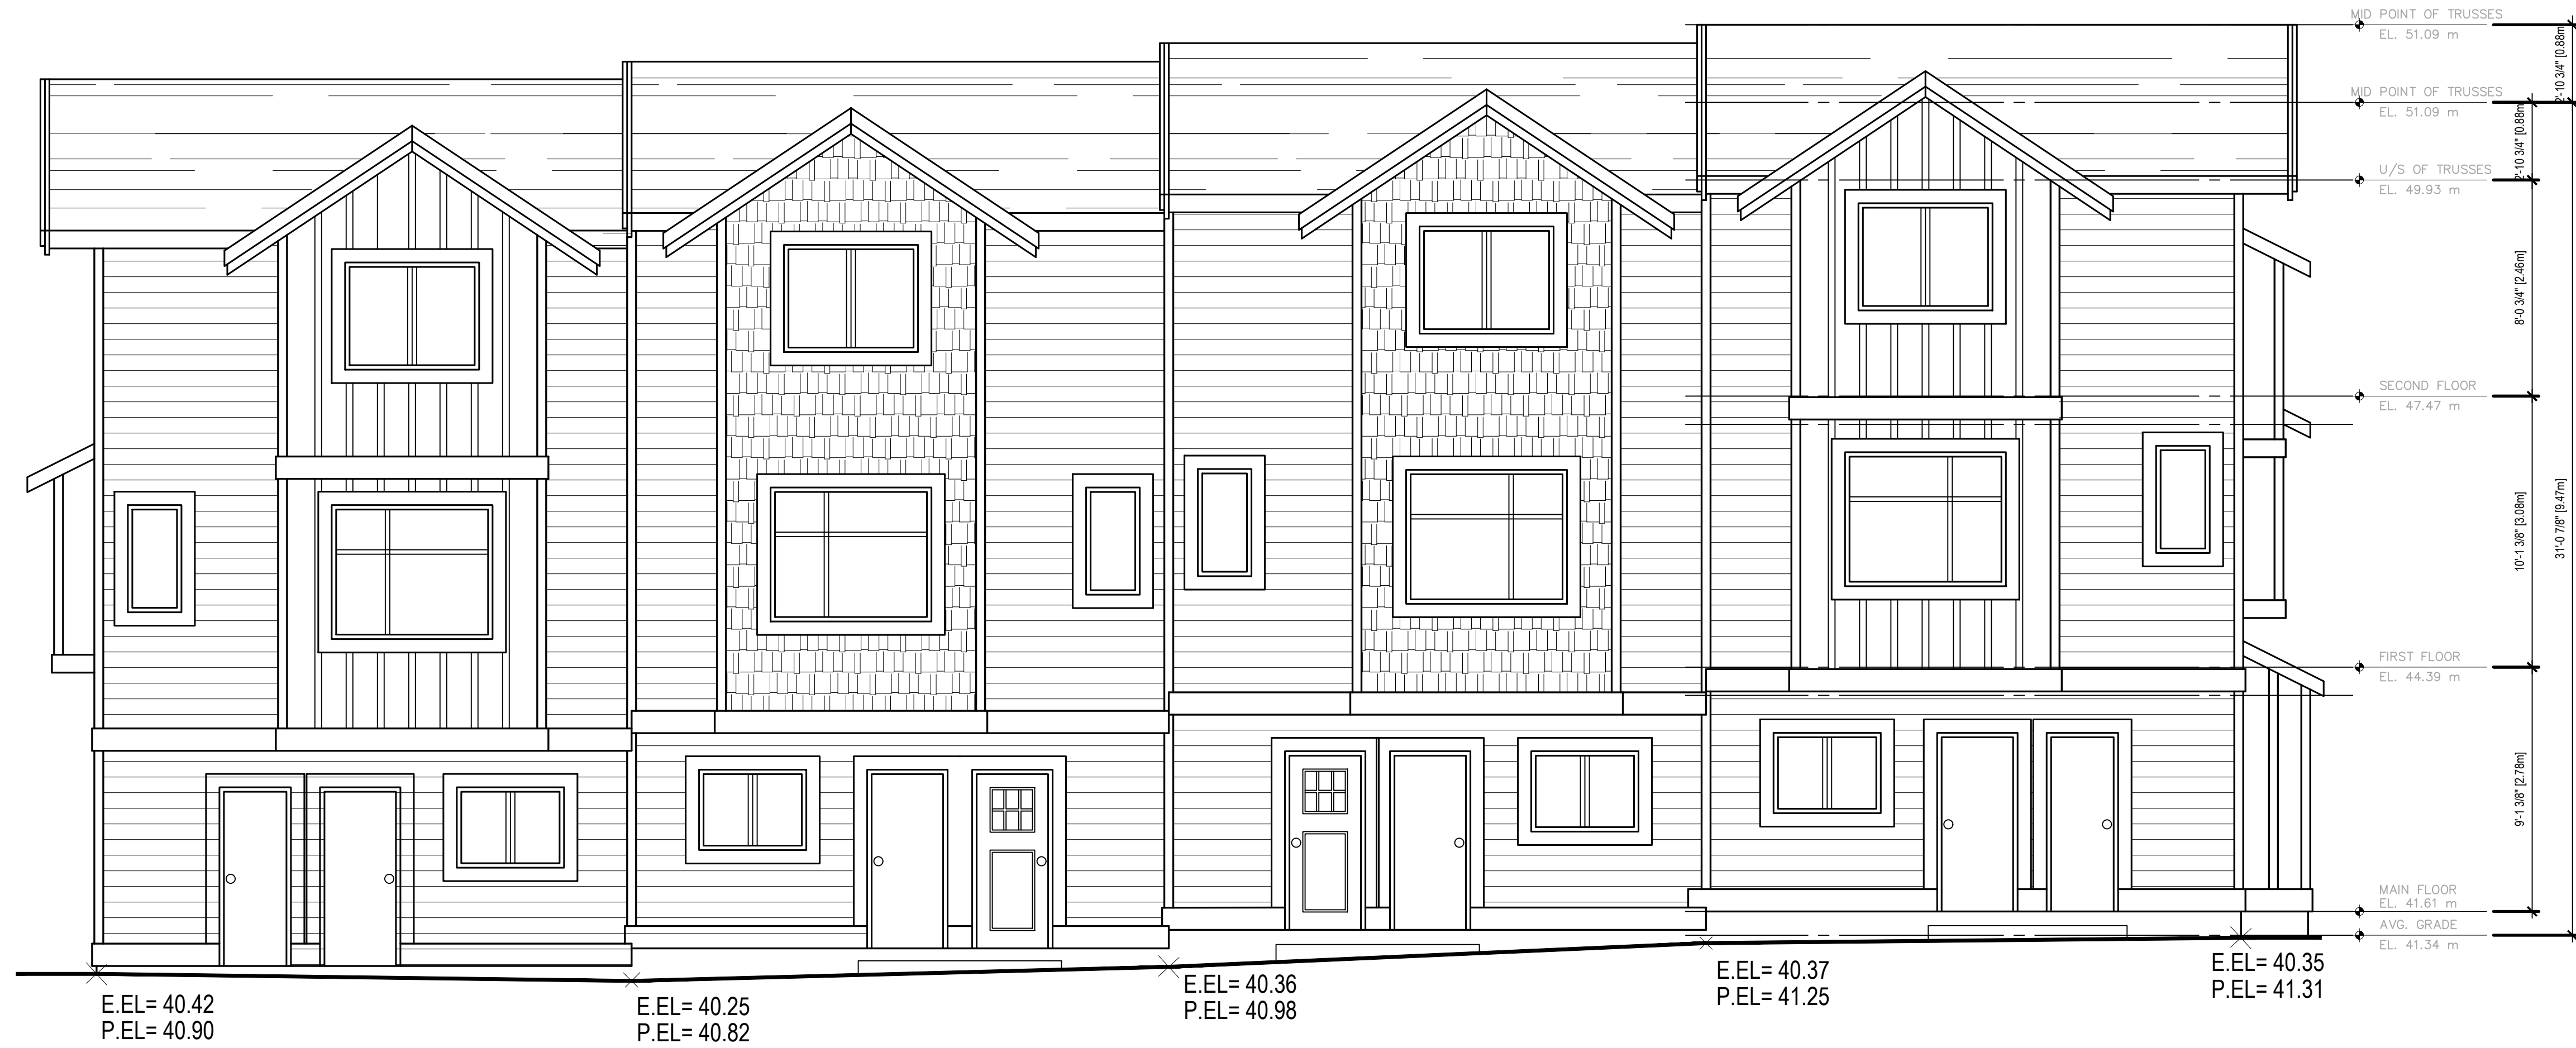 MID POINT OF TRUSSES
EL. 51.09 m
2'-10 3/4" [0.88m]
MID POINT OF TRUSSES
EL. 51.09 m
2'-10 3/4" [0.88m]
U/S OF TRUSSES
EL. 49.93 m
8'-0 3/4" [2.46m]
SECOND FLOOR
EL. 47.47 m
10'-1 3/8" [3.08m]
31'-0 7/8" [9.47m]
FIRST FLOOR
EL. 44.39 m
9'-1 3/8" [2.78m]
MAIN FLOOR
EL. 41.61 m
AVG. GRADE
EL. 41.34 m
E.EL= 40.42
P.EL= 40.90
E.EL= 40.25
P.EL= 40.82
E.EL= 40.36
P.EL= 40.98
E.EL= 40.37
P.EL= 41.25
E.EL= 40.35
P.EL= 41.31